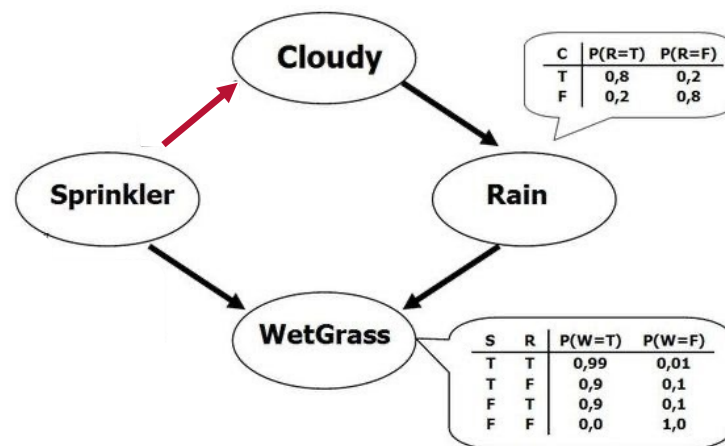 Cloudy
C P(R=T) P(R=F)
T 0,8 0,2
F 0,2 0,8
Sprinkler
Rain
WetGrass
S R P(W=T) P(W=F)
T T 0,99 0,01
T F 0,9 0,1
F T 0,9 0,1
F F 0,0 1,0